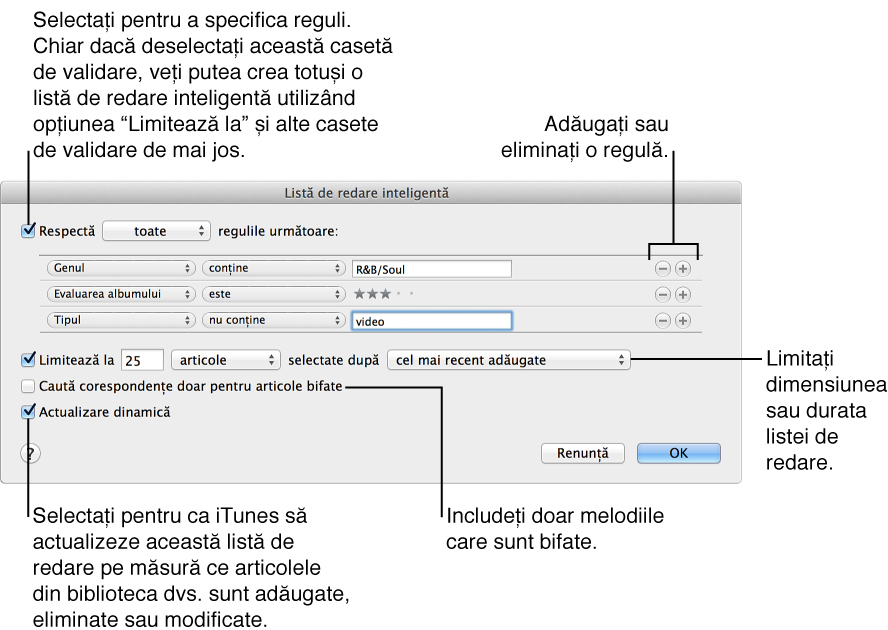 Selectați pentru a specifica reguli.
Chiar dacă deselectați această casetă
de validare, veți putea crea totuși o
listă de redare inteligentă utilizând
opțiunea “Limitează la” și alte casete
de validare de mai jos.
Adăugați sau
eliminați o regulă.
Listă de redare inteligentă
Respectă toate regulile următoare:
Genul conține R&B/Soul
Evaluarea albumului este ★★★··
Tipul nu conține video
Limitează la 25 articole selectate după cel mai recent adăugate
Caută corespondențe doar pentru articole bifate
Actualizare dinamică
? Renunță OK
Limitați
dimensiunea
sau durata
listei de
redare.
Selectați pentru ca iTunes să
actualizeze această listă de
redare pe măsură ce articolele
din biblioteca dvs. sunt adăugate,
eliminate sau modificate.
Includeți doar melodiile
care sunt bifate.